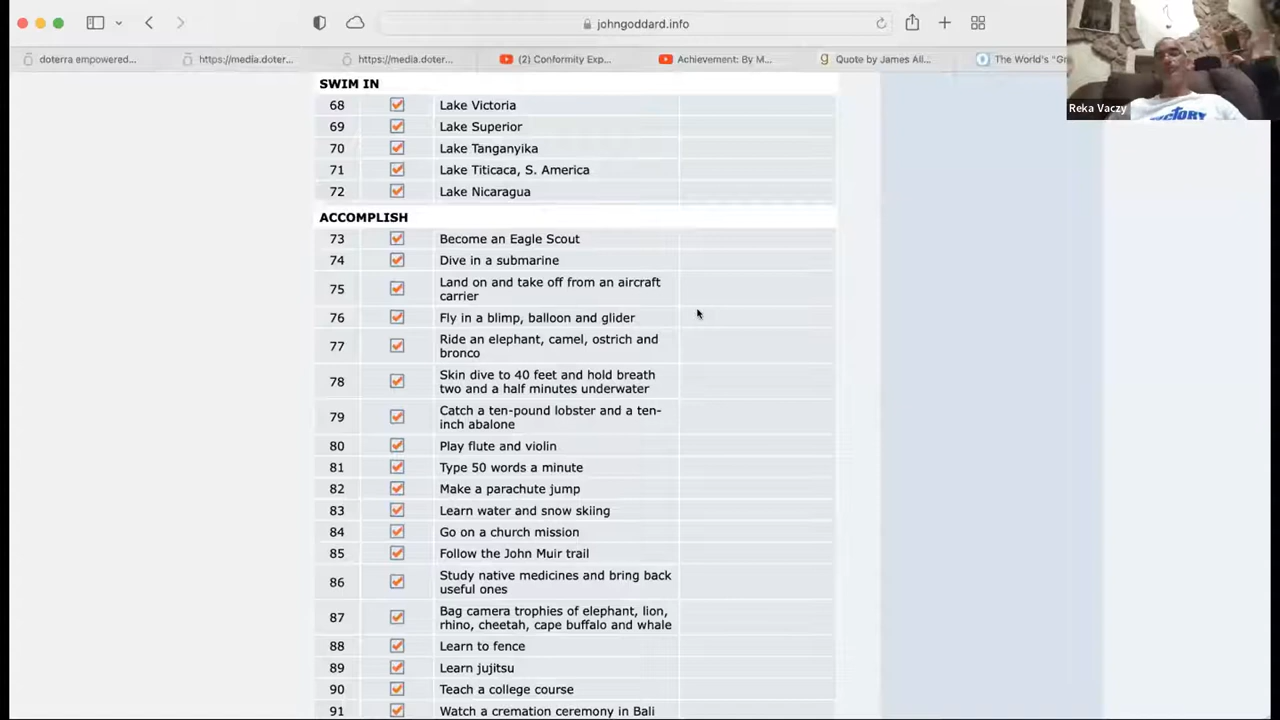 johngoddard.info
doterra empowered...
https://media.doter...
https://media.doter...
(2) Conformity Exp...
Achievement: By M...
Quote by James All...
The World's "Gr
Reka Vaczy
VICTORY
SWIM IN
68 Lake Victoria
69 Lake Superior
70 Lake Tanganyika
71 Lake Titicaca, S. America
72 Lake Nicaragua
ACCOMPLISH
73 Become an Eagle Scout
74 Dive in a submarine
75 Land on and take off from an aircraft
carrier
76 Fly in a blimp, balloon and glider
77 Ride an elephant, camel, ostrich and
bronco
78 Skin dive to 40 feet and hold breath
two and a half minutes underwater
79 Catch a ten-pound lobster and a ten-
inch abalone
80 Play flute and violin
81 Type 50 words a minute
82 Make a parachute jump
83 Learn water and snow skiing
84 Go on a church mission
85 Follow the John Muir trail
86 Study native medicines and bring back
useful ones
87 Bag camera trophies of elephant, lion,
rhino, cheetah, cape buffalo and whale
88 Learn to fence
89 Learn jujitsu
90 Teach a college course
91 Watch a cremation ceremony in Bali